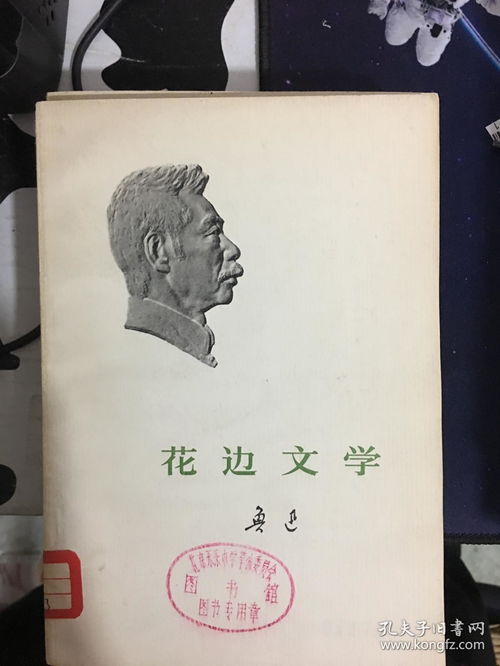 花边文学
鲁迅
图 书 馆
图书专用章
孔夫子旧书网
kongfz.com